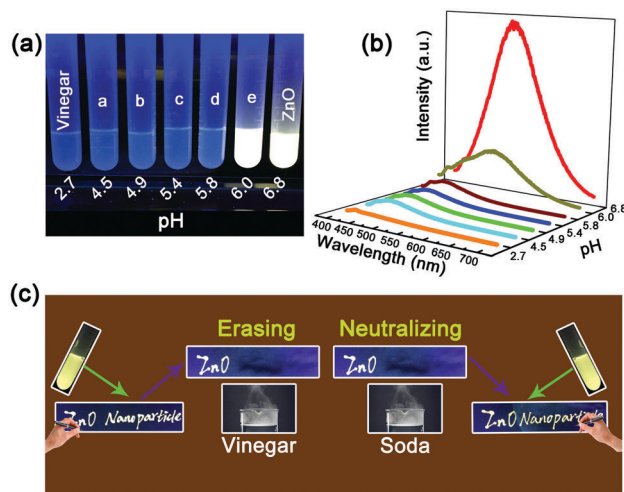 (a)
Vinegar a b c d e ZnO
2.7 4.5 4.9 5.4 5.8 6.0 6.8
pH
(b)
Intensity (a.u.)
400 450 500 550 600 650 700
Wavelength (nm)
2.7 4.5 4.9 5.4 5.8 6.0 6.8
pH
(c)
Erasing Neutralizing
ZnO ZnO
ZnO Nanoparticle ZnO Nanoparticle
Vinegar Soda